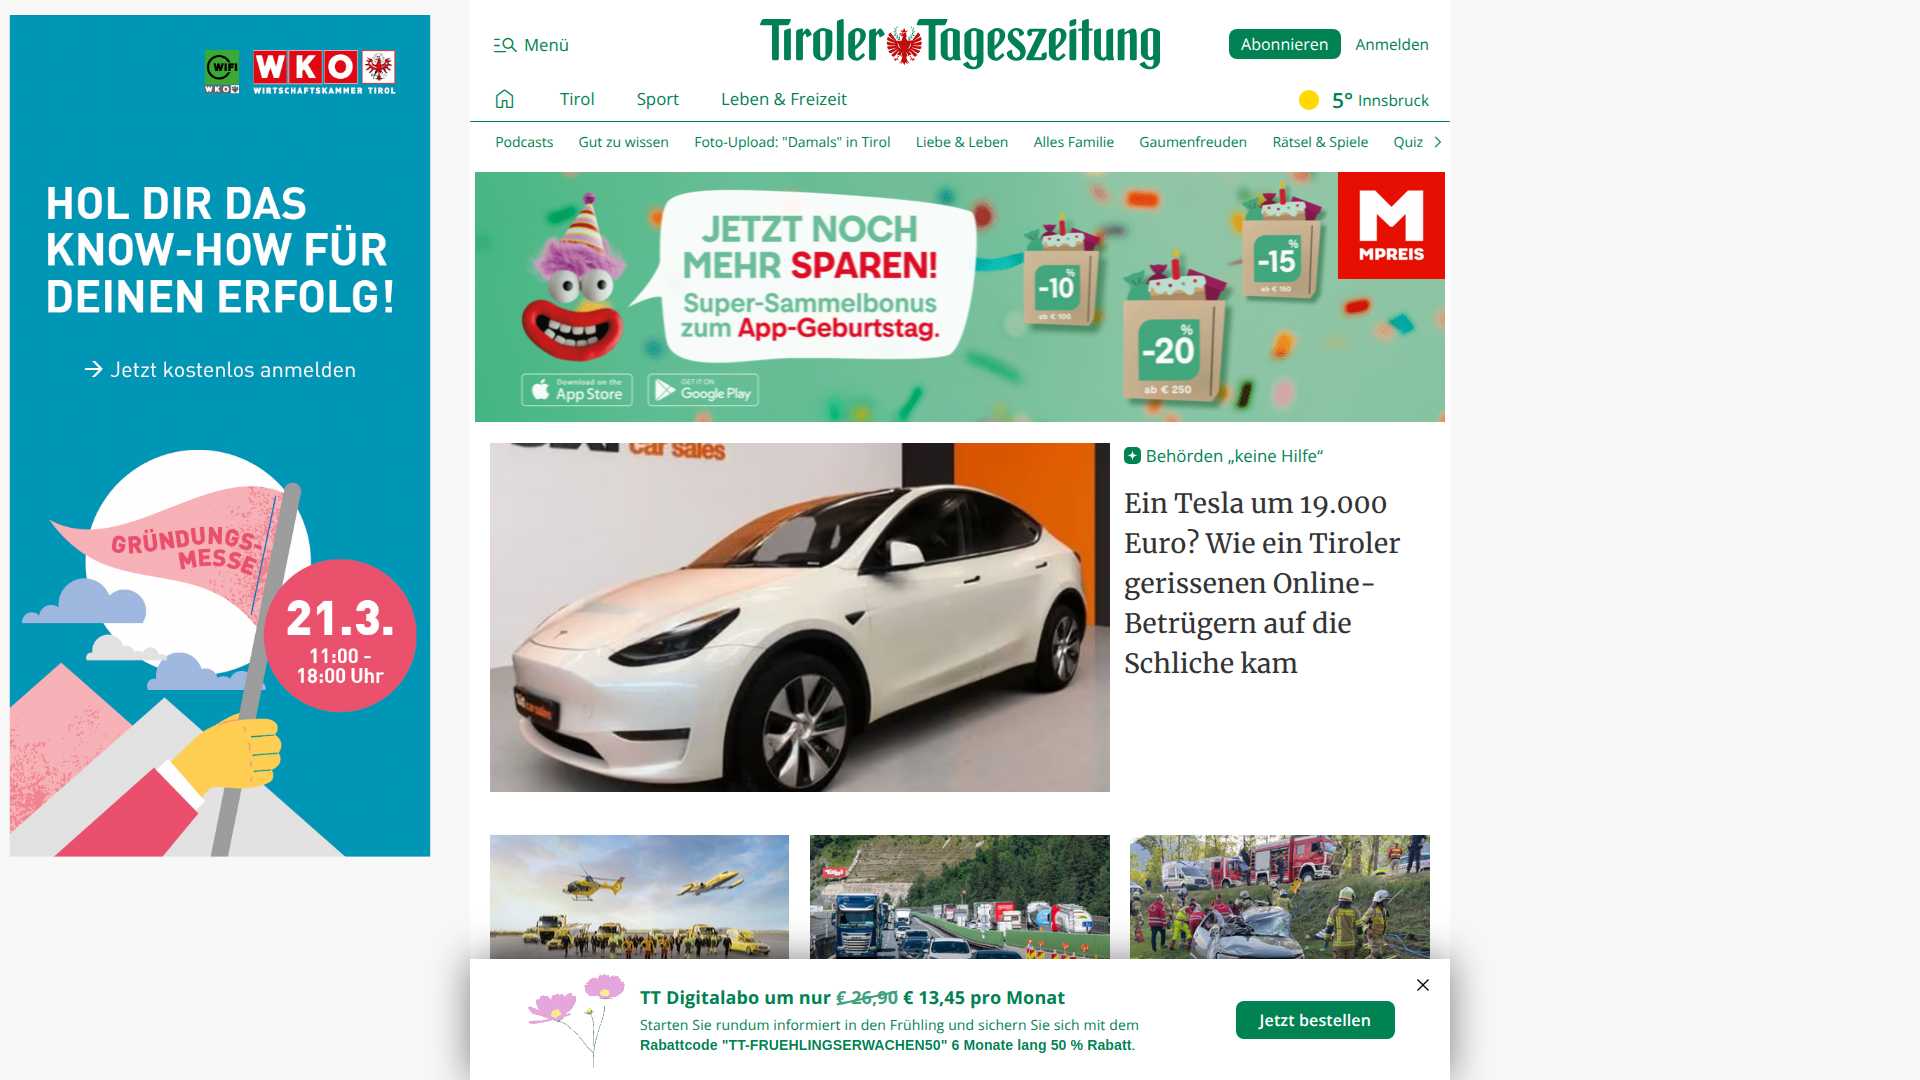 WIFI
WKO
WKO
WIRTSCHAFTSKAMMER TIROL
HOL DIR DAS
KNOW-HOW FÜR
DEINEN ERFOLG!
→ Jetzt kostenlos anmelden
GRÜNDUNGS-
MESSE
21.3.
11:00 -
18:00 Uhr
Menü
Tiroler Tageszeitung
Abonnieren
Anmelden
Tirol
Sport
Leben & Freizeit
5° Innsbruck
Podcasts
Gut zu wissen
Foto-Upload: "Damals" in Tirol
Liebe & Leben
Alles Familie
Gaumenfreuden
Rätsel & Spiele
Quiz
JETZT NOCH
MEHR SPAREN!
Super-Sammelbonus
zum App-Geburtstag.
Download on the
App Store
GET IT ON
Google Play
-10%
ab € 100
-20%
ab € 250
-15%
ab € 150
M
MPREIS
car sales
Behörden „keine Hilfe“
Ein Tesla um 19.000
Euro? Wie ein Tiroler
gerissenen Online-
Betrügern auf die
Schliche kam
TT Digitalabo um nur € 26,90 € 13,45 pro Monat
Starten Sie rundum informiert in den Frühling und sichern Sie sich mit dem
Rabattcode "TT-FRUEHLINGSERWACHEN50" 6 Monate lang 50 % Rabatt.
Jetzt bestellen